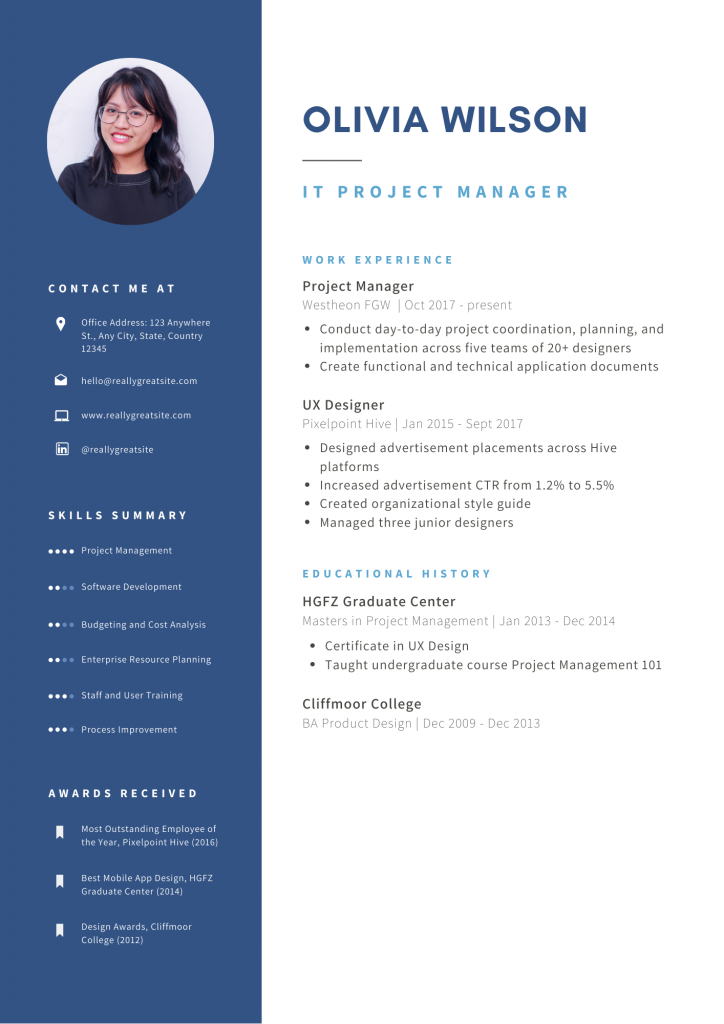 OLIVIA WILSON
IT PROJECT MANAGER
CONTACT ME AT
Office Address: 123 Anywhere
St., Any City, State, Country
12345
hello@reallygreatsite.com
www.reallygreatsite.com
in
@reallygreatsite
SKILLS SUMMARY
Project Management
Software Development
Budgeting and Cost Analysis
Enterprise Resource Planning
Staff and User Training
Process Improvement
AWARDS RECEIVED
Most Outstanding Employee of
the Year, Pixelpoint Hive (2016)
Best Mobile App Design, HGFZ
Graduate Center (2014)
Design Awards, Cliffmoor
College (2012)
WORK EXPERIENCE
Project Manager
Westheon FGW | Oct 2017 - present
• Conduct day-to-day project coordination, planning, and
implementation across five teams of 20+ designers
• Create functional and technical application documents
UX Designer
Pixelpoint Hive | Jan 2015 - Sept 2017
• Designed advertisement placements across Hive
platforms
• Increased advertisement CTR from 1.2% to 5.5%
• Created organizational style guide
• Managed three junior designers
EDUCATIONAL HISTORY
HGFZ Graduate Center
Masters in Project Management | Jan 2013 - Dec 2014
• Certificate in UX Design
• Taught undergraduate course Project Management 101
Cliffmoor College
BA Product Design | Dec 2009 - Dec 2013